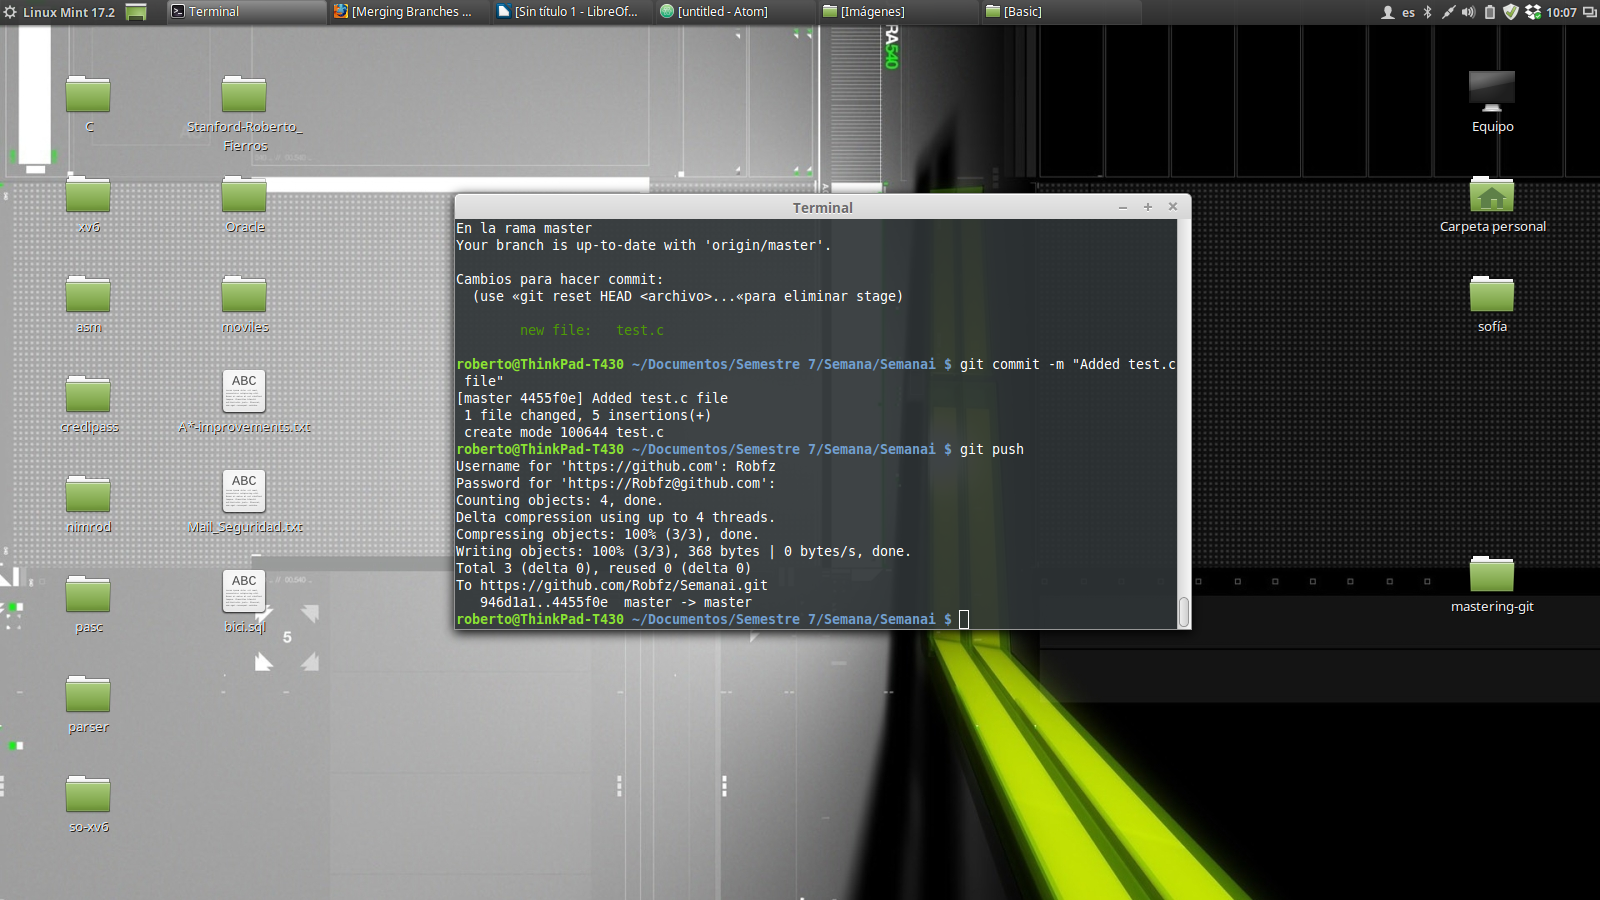 Linux Mint 17.2
Terminal
[Merging Branches ...
[Sin título 1 - LibreOf...
[untitled - Atom]
[Imágenes]
[Basic]
es
10:07
C
Stanford-Roberto_
Fierros
xv6
Oracle
asm
moviles
credipass
ABC
A*-improvements.txt
nimrod
ABC
Mail_Seguridad.txt
pasc
ABC
bici.sql
parser
so-xv6
5
RA540
Equipo
Carpeta personal
sofía
mastering-git
Terminal
En la rama master
Your branch is up-to-date with 'origin/master'.
Cambios para hacer commit:
(use «git reset HEAD <archivo>...«para eliminar stage)
new file:   test.c
roberto@ThinkPad-T430 ~/Documentos/Semestre 7/Semana/Semanai $ git commit -m "Added test.c
file"
[master 4455f0e] Added test.c file
1 file changed, 5 insertions(+)
create mode 100644 test.c
roberto@ThinkPad-T430 ~/Documentos/Semestre 7/Semana/Semanai $ git push
Username for 'https://github.com': Robfz
Password for 'https://Robfz@github.com':
Counting objects: 4, done.
Delta compression using up to 4 threads.
Compressing objects: 100% (3/3), done.
Writing objects: 100% (3/3), 368 bytes | 0 bytes/s, done.
Total 3 (delta 0), reused 0 (delta 0)
To https://github.com/Robfz/Semanai.git
946d1a1..4455f0e  master -> master
roberto@ThinkPad-T430 ~/Documentos/Semestre 7/Semana/Semanai $